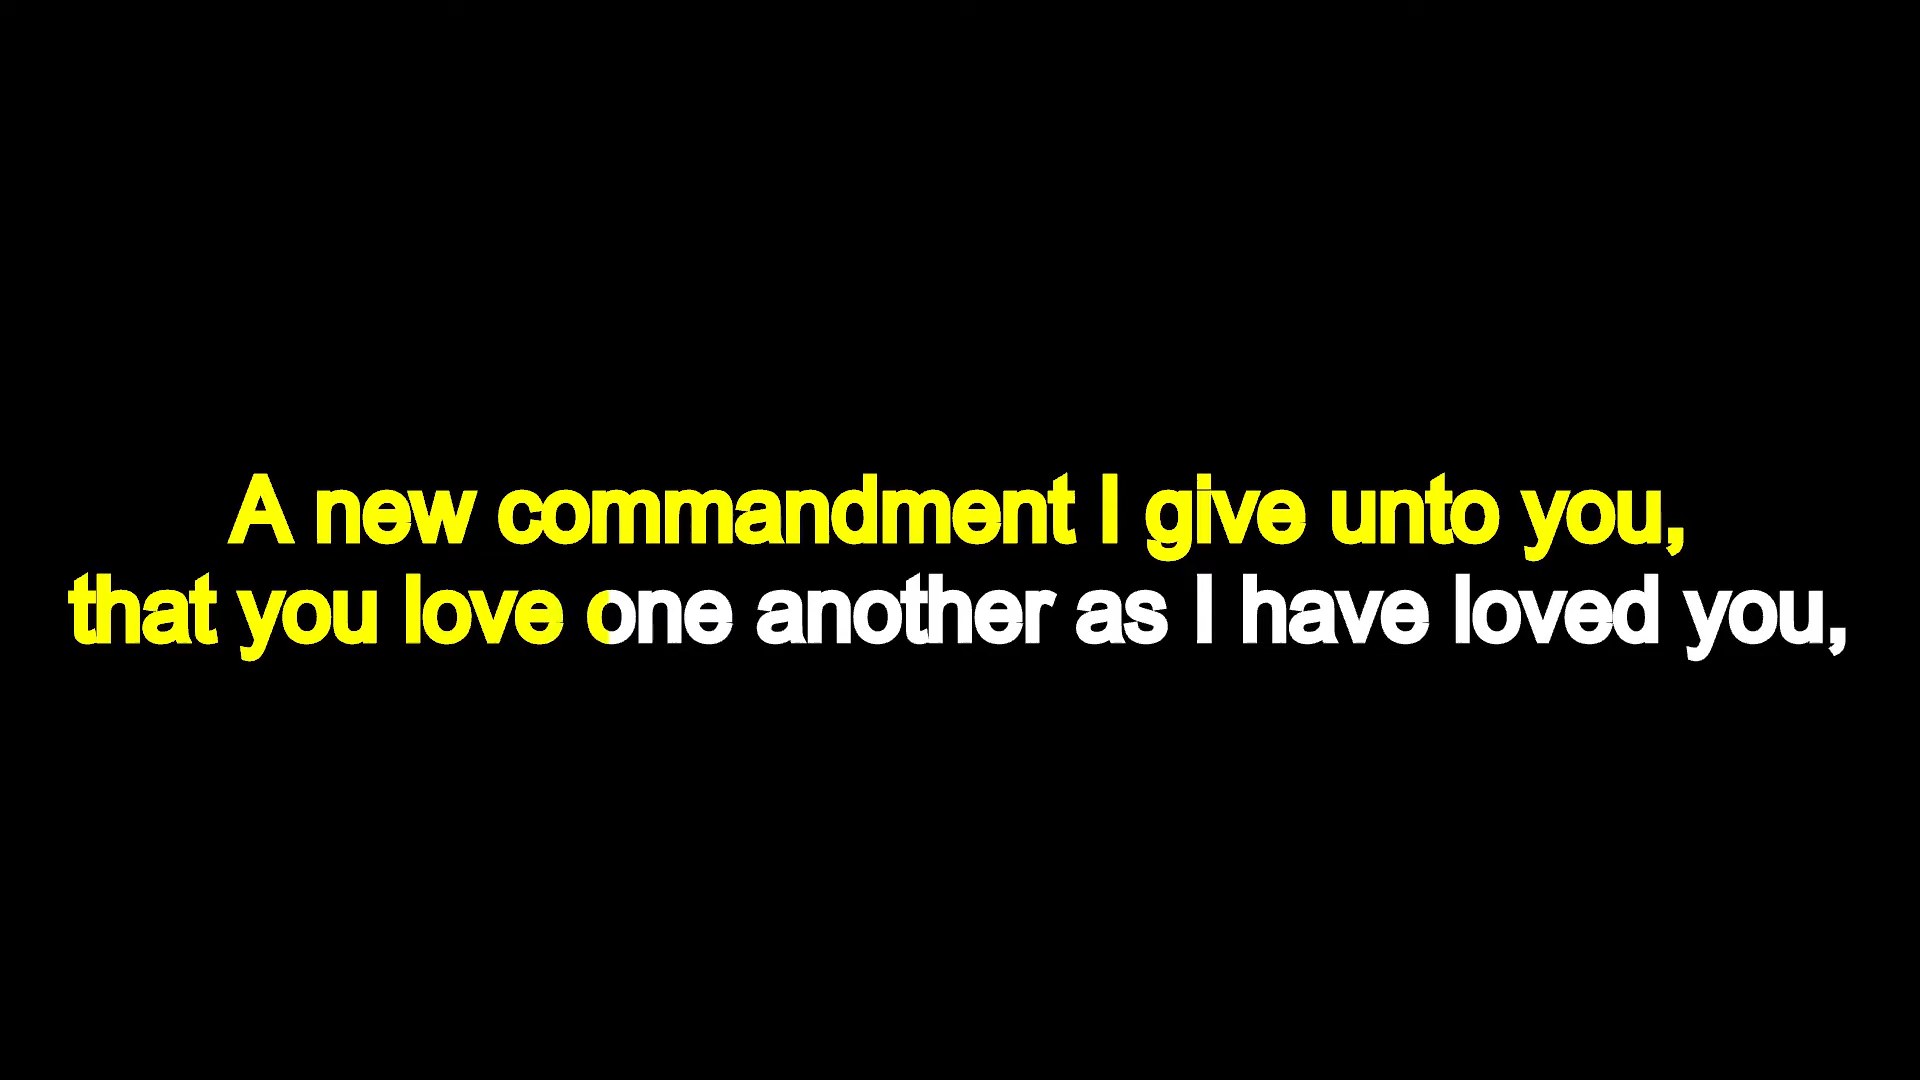 A new commandment I give unto you,
that you love one another as I have loved you,